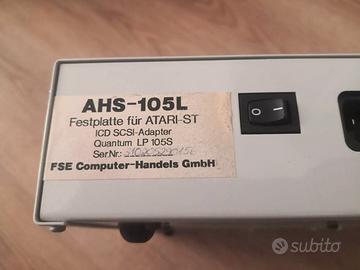 AHS-105L
Festplatte für ATARI-ST
ICD SCSI-Adapter
Quantum LP 105S
Ser.Nr.:
FSE Computer-Handels GmbH
subito